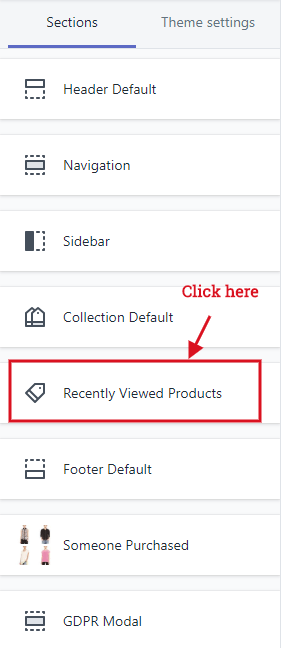 Sections
Theme settings
Header Default
Navigation
Sidebar
Click here
Collection Default
Recently Viewed Products
Footer Default
Someone Purchased
GDPR Modal